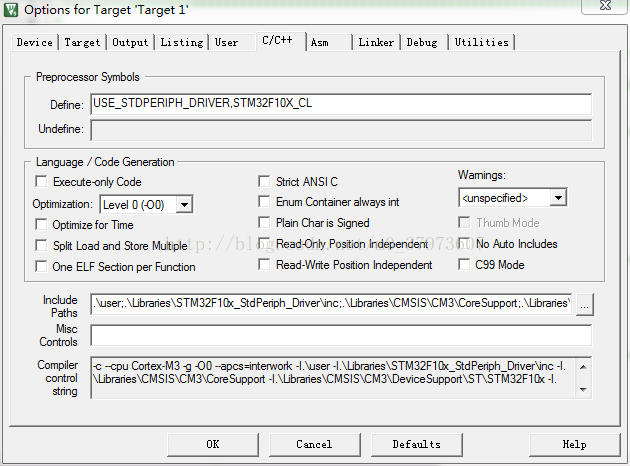 Options for Target 'Target 1'
Device Target Output Listing User C/C++ Asm Linker Debug Utilities
Preprocessor Symbols
Define: USE_STDPERIPH_DRIVER,STM32F10X_CL
Undefine:
Language / Code Generation
Execute-only Code
Optimization: Level 0 (-O0)
Optimize for Time
Split Load and Store Multiple
One ELF Section per Function
Strict ANSI C
Enum Container always int
Plain Char is Signed
Read-Only Position Independent
Read-Write Position Independent
Warnings:
<unspecified>
Thumb Mode
No Auto Includes
C99 Mode
Include
Paths
.\user;.\Libraries\STM32F10x_StdPeriph_Driver\inc;.\Libraries\CMSIS\CM3\CoreSupport;.\Libraries\
...
Misc
Controls
Compiler
control
string
-c --cpu Cortex-M3 -g -O0 --apcs=interwork -I.\user -I.\Libraries\STM32F10x_StdPeriph_Driver\inc -I.
\Libraries\CMSIS\CM3\CoreSupport -I.\Libraries\CMSIS\CM3\DeviceSupport\ST\STM32F10x -I.
OK Cancel Defaults Help